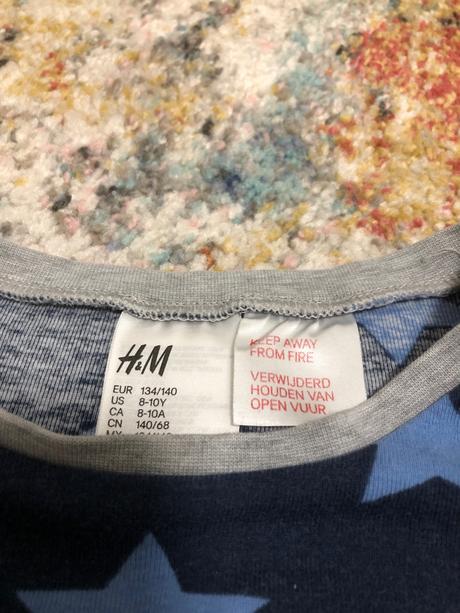 H&M
EUR 134/140
US 8-10Y
CA 8-10A
CN 140/68
KEEP AWAY
FROM FIRE
VERWIJDERD
HOUDEN VAN
OPEN VUUR